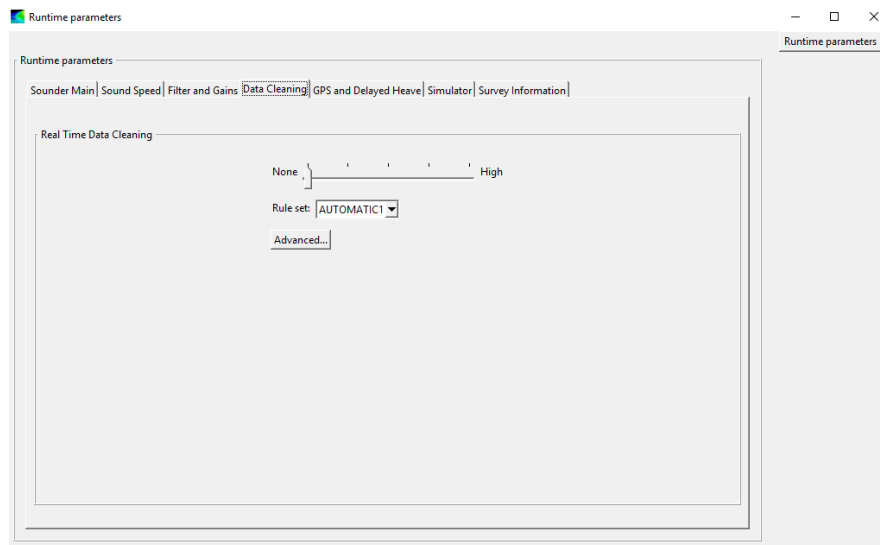 Runtime parameters
Runtime parameters
Runtime parameters
Sounder Main Sound Speed Filter and Gains Data Cleaning GPS and Delayed Heave Simulator Survey Information
Real Time Data Cleaning
None High
Rule set: AUTOMATIC1
Advanced...